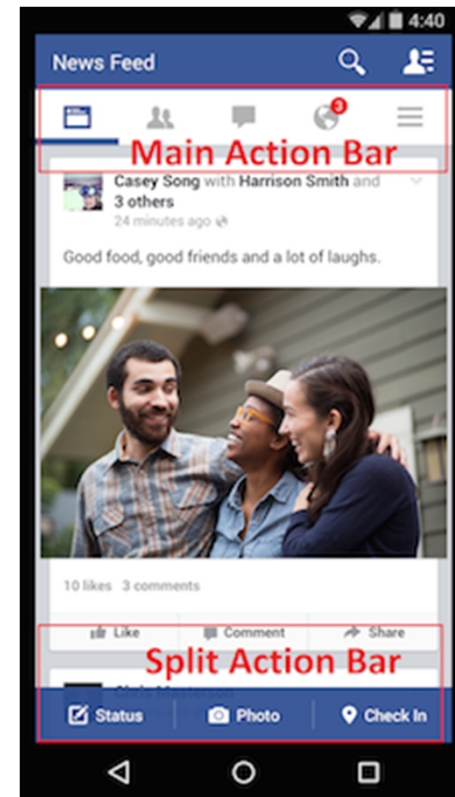 4:40
News Feed
3
Main Action Bar
Casey Song with Harrison Smith and
3 others
24 minutes ago
Good food, good friends and a lot of laughs.
10 likes 3 comments
Like Comment Share
Split Action Bar
Status Photo Check In